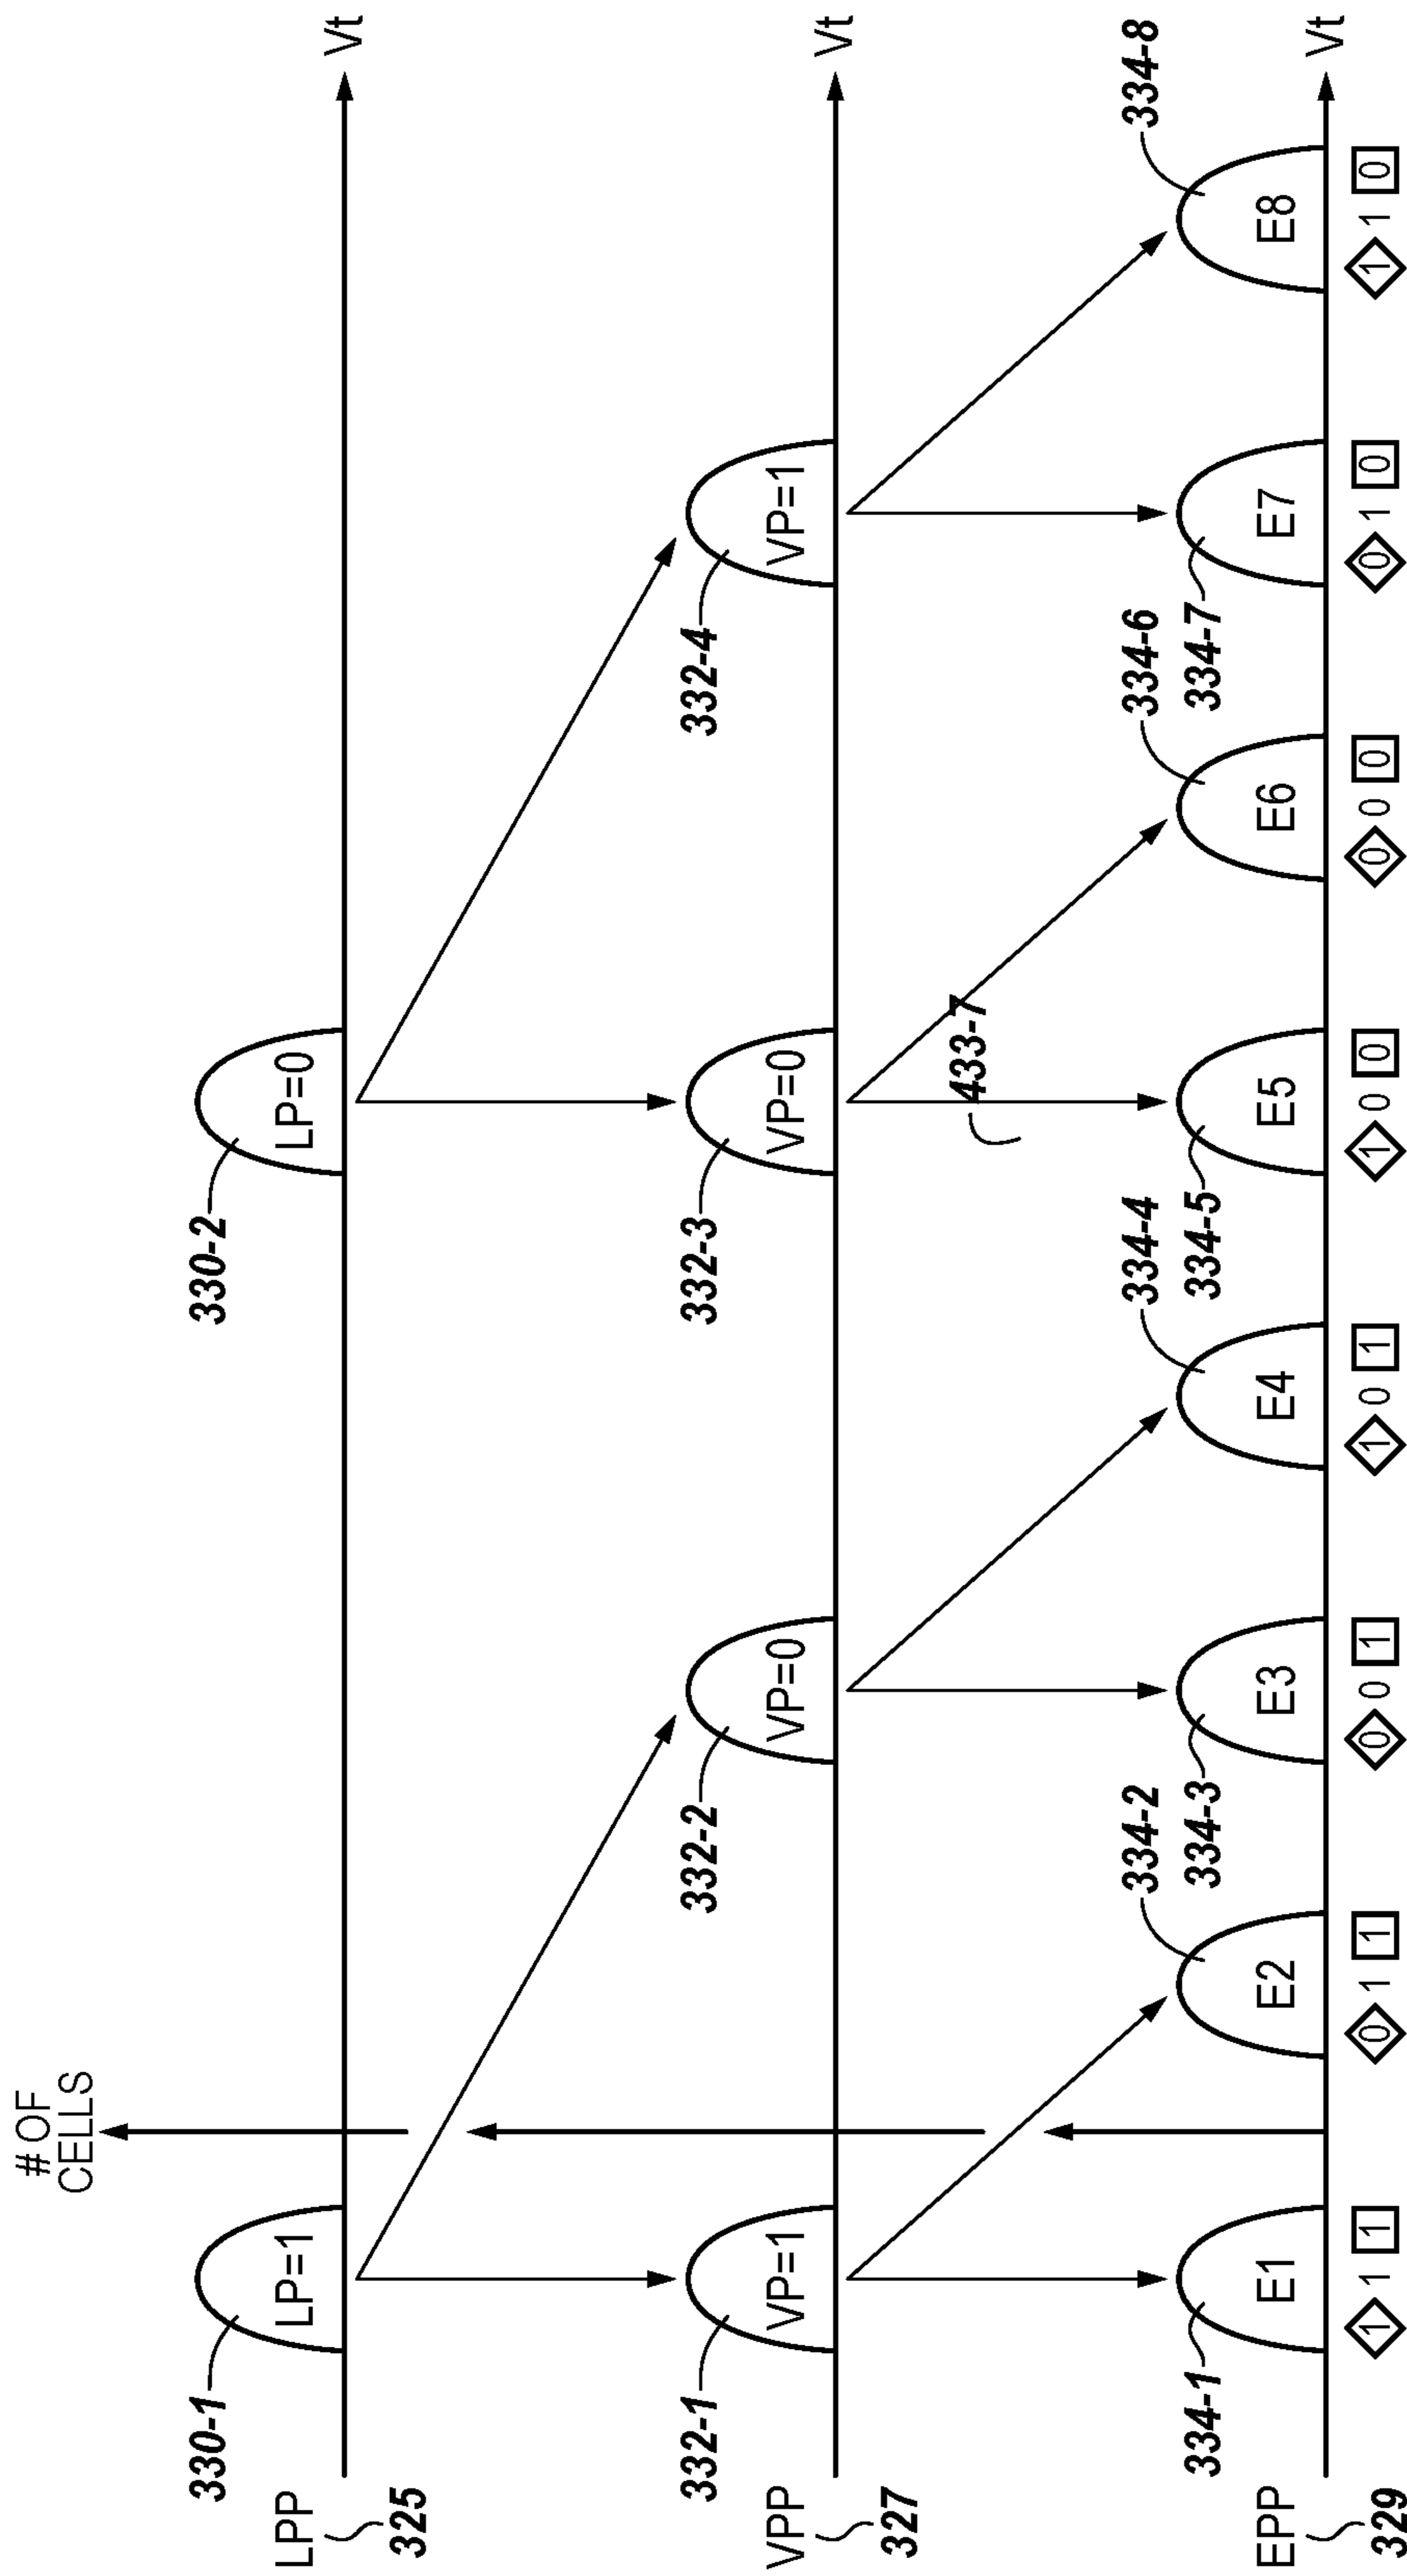 # OF
CELLS
330-1
LP=1
330-2
LP=0
Vt
LPP
325
332-1
VP=1
332-2
VP=0
332-3
VP=0
332-4
VP=1
Vt
VPP
327
433-7
334-2
334-4
334-6
334-8
334-1
334-3
334-5
334-7
E1
E2
E3
E4
E5
E6
E7
E8
Vt
EPP
329
1 1 1
0 1 1
0 0 1
1 0 1
1 0 0
0 0 0
0 1 0
1 1 0